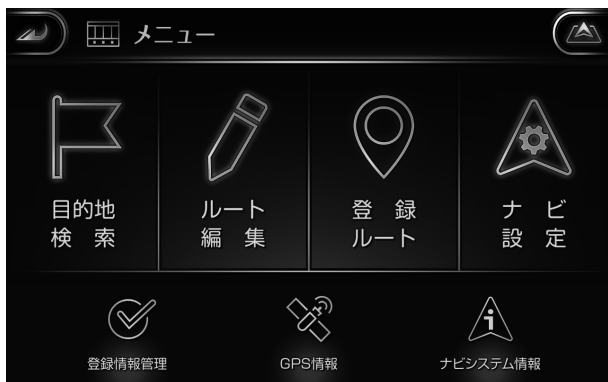 メニュー
目的地
検 索
ルート
編 集
登 録
ルート
ナ ビ
設 定
登録情報管理
GPS情報
ナビシステム情報